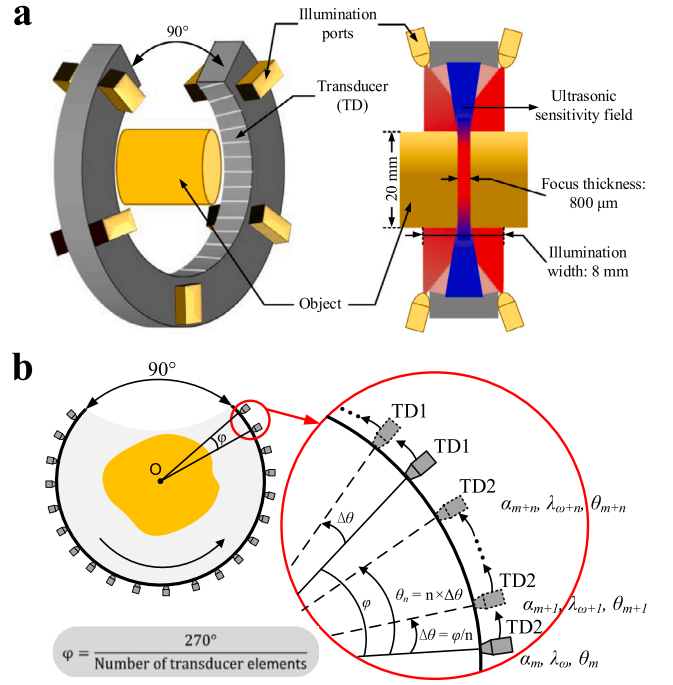 a
90°
Illumination
ports
Transducer
(TD)
Object
Ultrasonic
sensitivity field
20 mm
Focus thickness:
800 μm
Illumination
width: 8 mm
b
90°
O
φ
TD1
TD1
TD2
α_{m+n}, λ_{ω+n}, θ_{m+n}
Δθ
TD2
θ_n = n×Δθ
φ
α_{m+1}, λ_{ω+1}, θ_{m+1}
TD2
Δθ = φ/n
α_m, λ_ω, θ_m
φ = 270° / Number of transducer elements